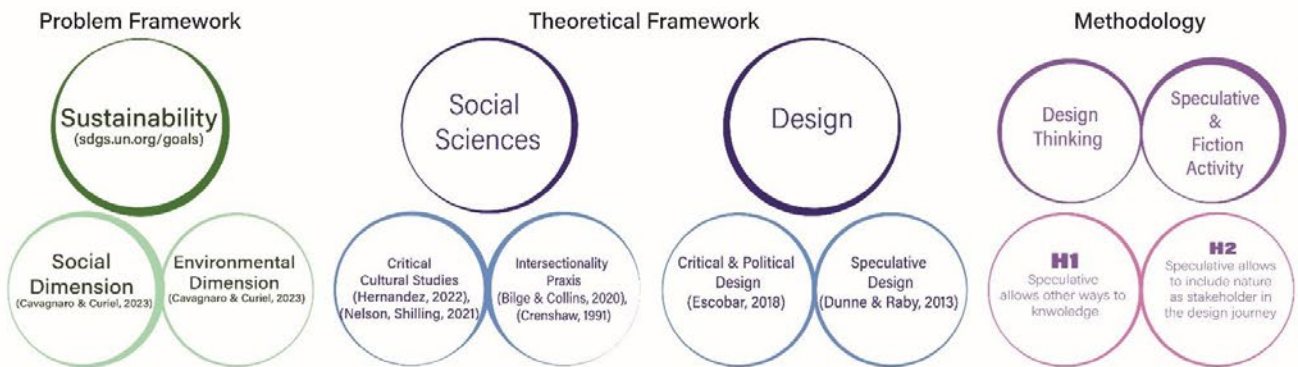 Problem Framework
Theoretical Framework
Methodology
Sustainability
(sdgs.un.org/goals)
Social
Dimension
(Cavagnaro & Curiel, 2023)
Environmental
Dimension
(Cavagnaro & Curiel, 2023)
Social
Sciences
Critical
Cultural Studies
(Hernandez, 2022),
(Nelson, Shilling, 2021)
Intersectionality
Praxis
(Bilge & Collins, 2020),
(Crenshaw, 1991)
Design
Critical & Political
Design
(Escobar, 2018)
Speculative
Design
(Dunne & Raby, 2013)
Design
Thinking
Speculative
&
Fiction
Activity
H1
Speculative
allows other ways to
knwoledge
H2
Speculative allows
to include nature
as stakeholder in
the design journey